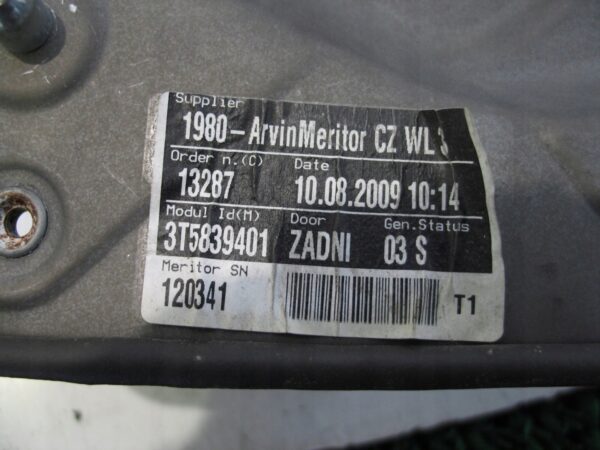 Supplier
1980-ArvinMeritor CZ WL 3
Order n.(C) Date
13287 10.08.2009 10:14
Modul Id(M) Door Gen.Status
3T5839401 ZADNI 03 S
Meritor SN
120341 T1